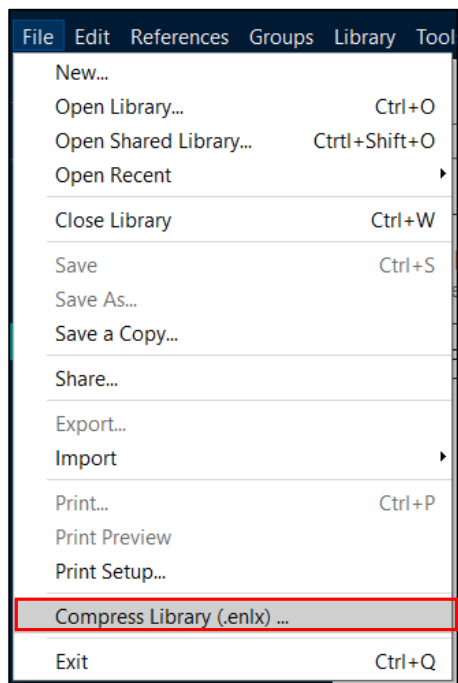 File Edit References Groups Library Tool
New...
Open Library... Ctrl+O
Open Shared Library... Ctrtl+Shift+O
Open Recent
Close Library Ctrl+W
Save Ctrl+S
Save As...
Save a Copy...
Share...
Export...
Import
Print... Ctrl+P
Print Preview
Print Setup...
Compress Library (.enlx) ...
Exit Ctrl+Q